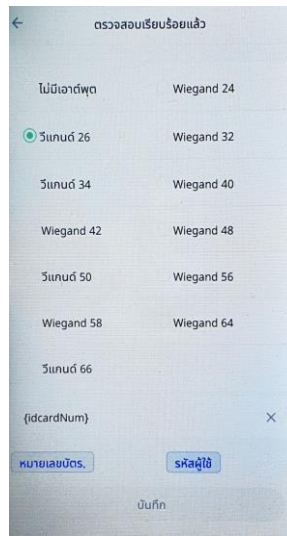 ตรวจสอบเรียบร้อยแล้ว
ไม่มีเอาต์พุต Wiegand 24
วีแกนด์ 26 Wiegand 32
วีแกนด์ 34 Wiegand 40
Wiegand 42 Wiegand 48
วีแกนด์ 50 Wiegand 56
Wiegand 58 Wiegand 64
วีแกนด์ 66
{idcardNum}
หมายเลขบัตร. รหัสผู้ใช้
บันทึก